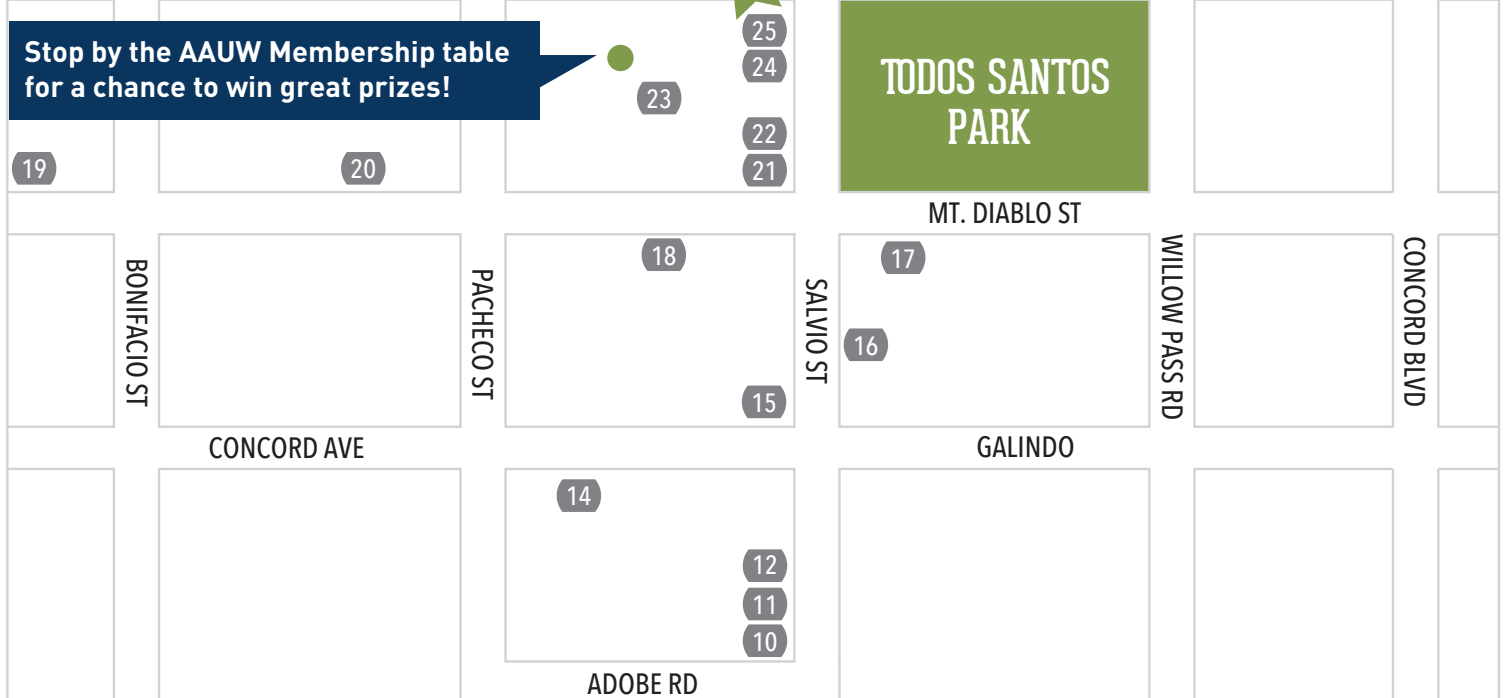 Stop by the AAUW Membership table
for a chance to win great prizes!
25
24
23
22
21
TODOS SANTOS
PARK
19
20
MT. DIABLO ST
18
17
16
15
BONIFACIO ST
PACHECO ST
SALVIO ST
WILLOW PASS RD
CONCORD BLVD
CONCORD AVE
GALINDO
14
12
11
10
ADOBE RD